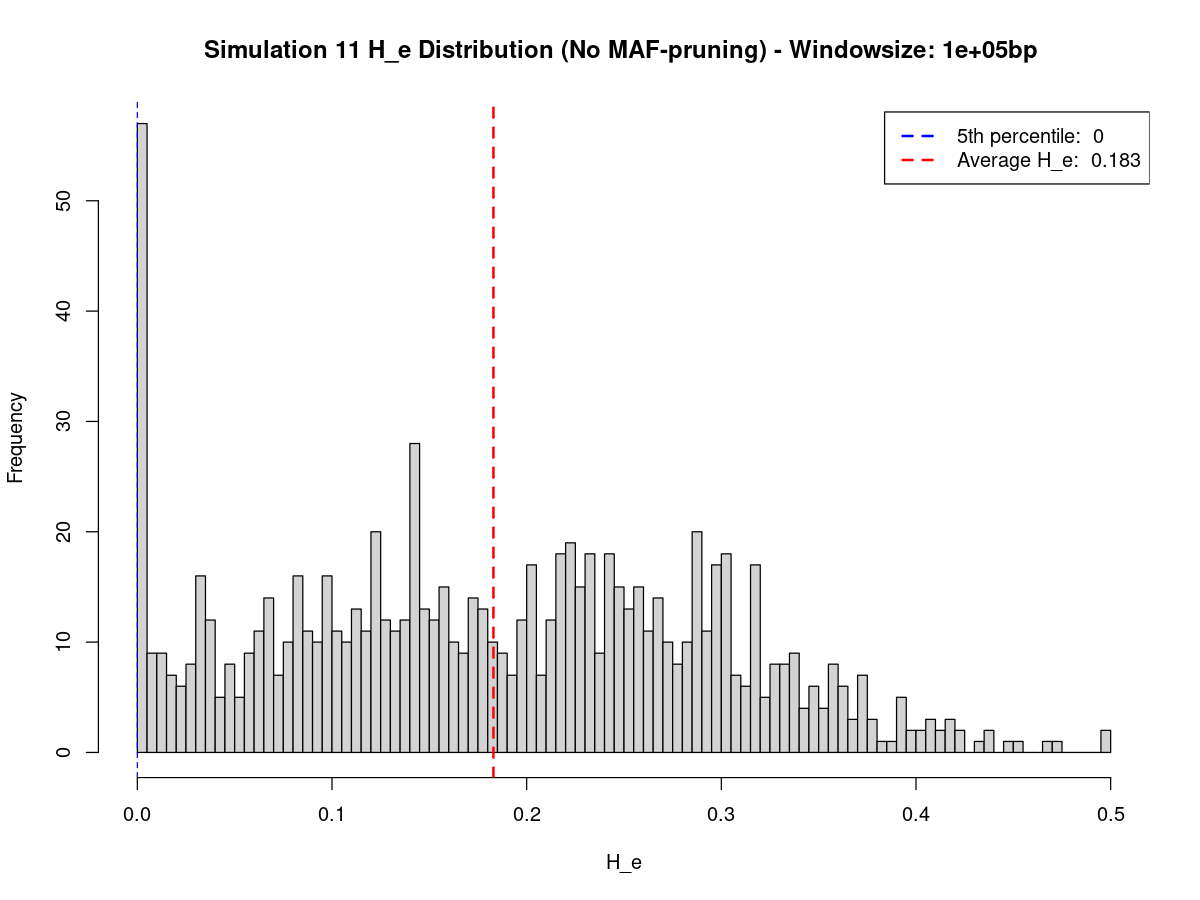 Simulation 11 H_e Distribution (No MAF-pruning) - Windowsize: 1e+05bp
5th percentile: 0
Average H_e: 0.183
Frequency
50
40
30
20
10
0
0.0 0.1 0.2 0.3 0.4 0.5
H_e